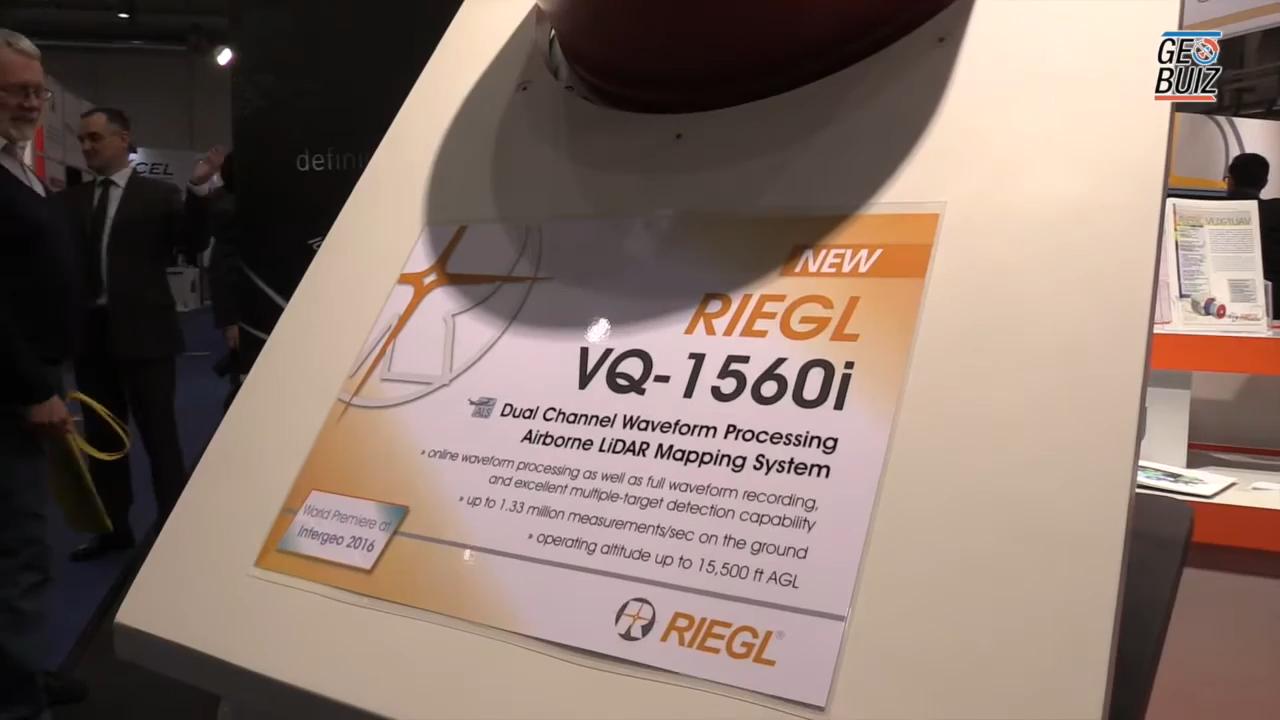 GEO
BUIZ
defini
CEL
NEW
RIEGL
VQ-1560i
ALS
Dual Channel Waveform Processing
Airborne LiDAR Mapping System
» online waveform processing as well as full waveform recording,
and excellent multiple-target detection capability
» up to 1.33 million measurements/sec on the ground
» operating altitude up to 15,500 ft AGL
World Premiere at
Intergeo 2016
RIEGL®